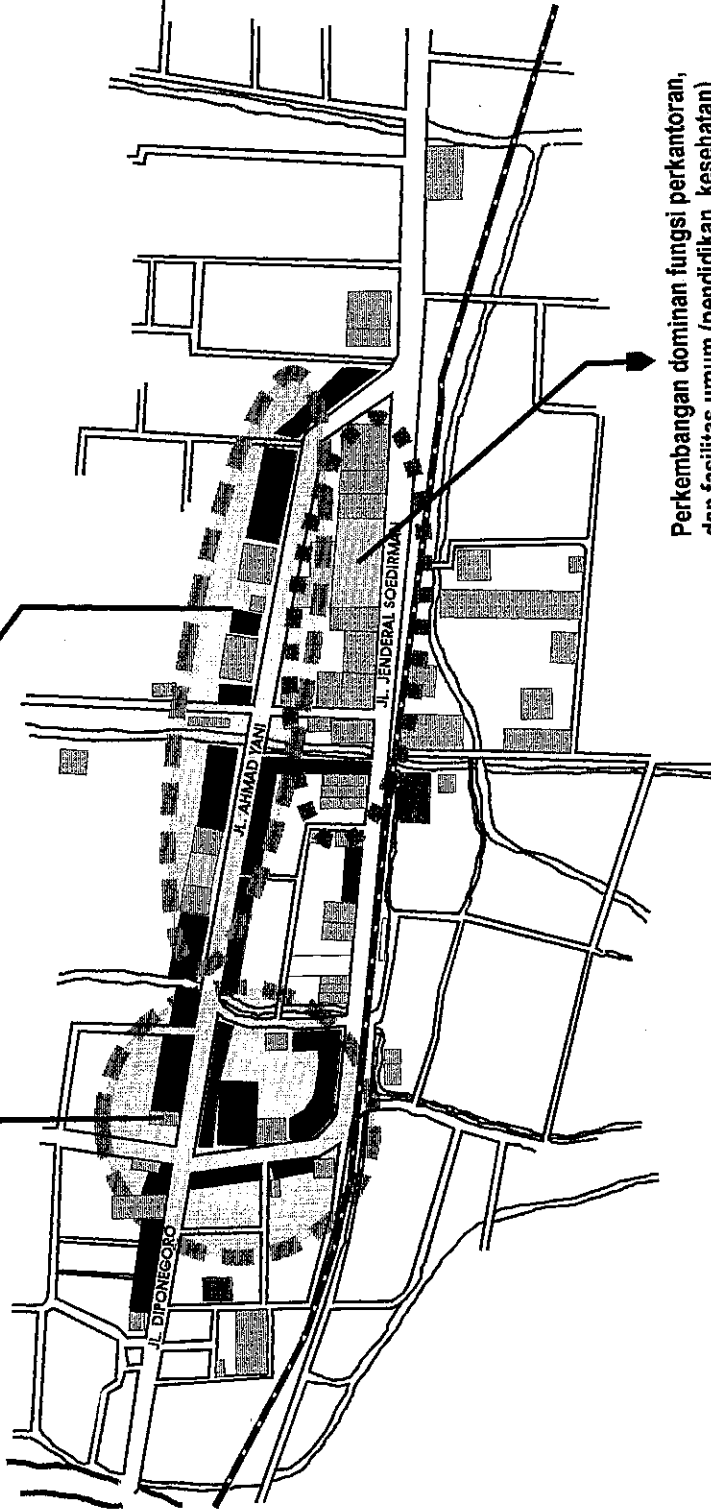 JL. DIPONEGORO
JL. AHMAD YANI
JL. JENDERAL SOEDIRMAN
Perkembangan dominan fungsi perkantoran,
dan fasilitas umum (pendidikan, kesehatan)